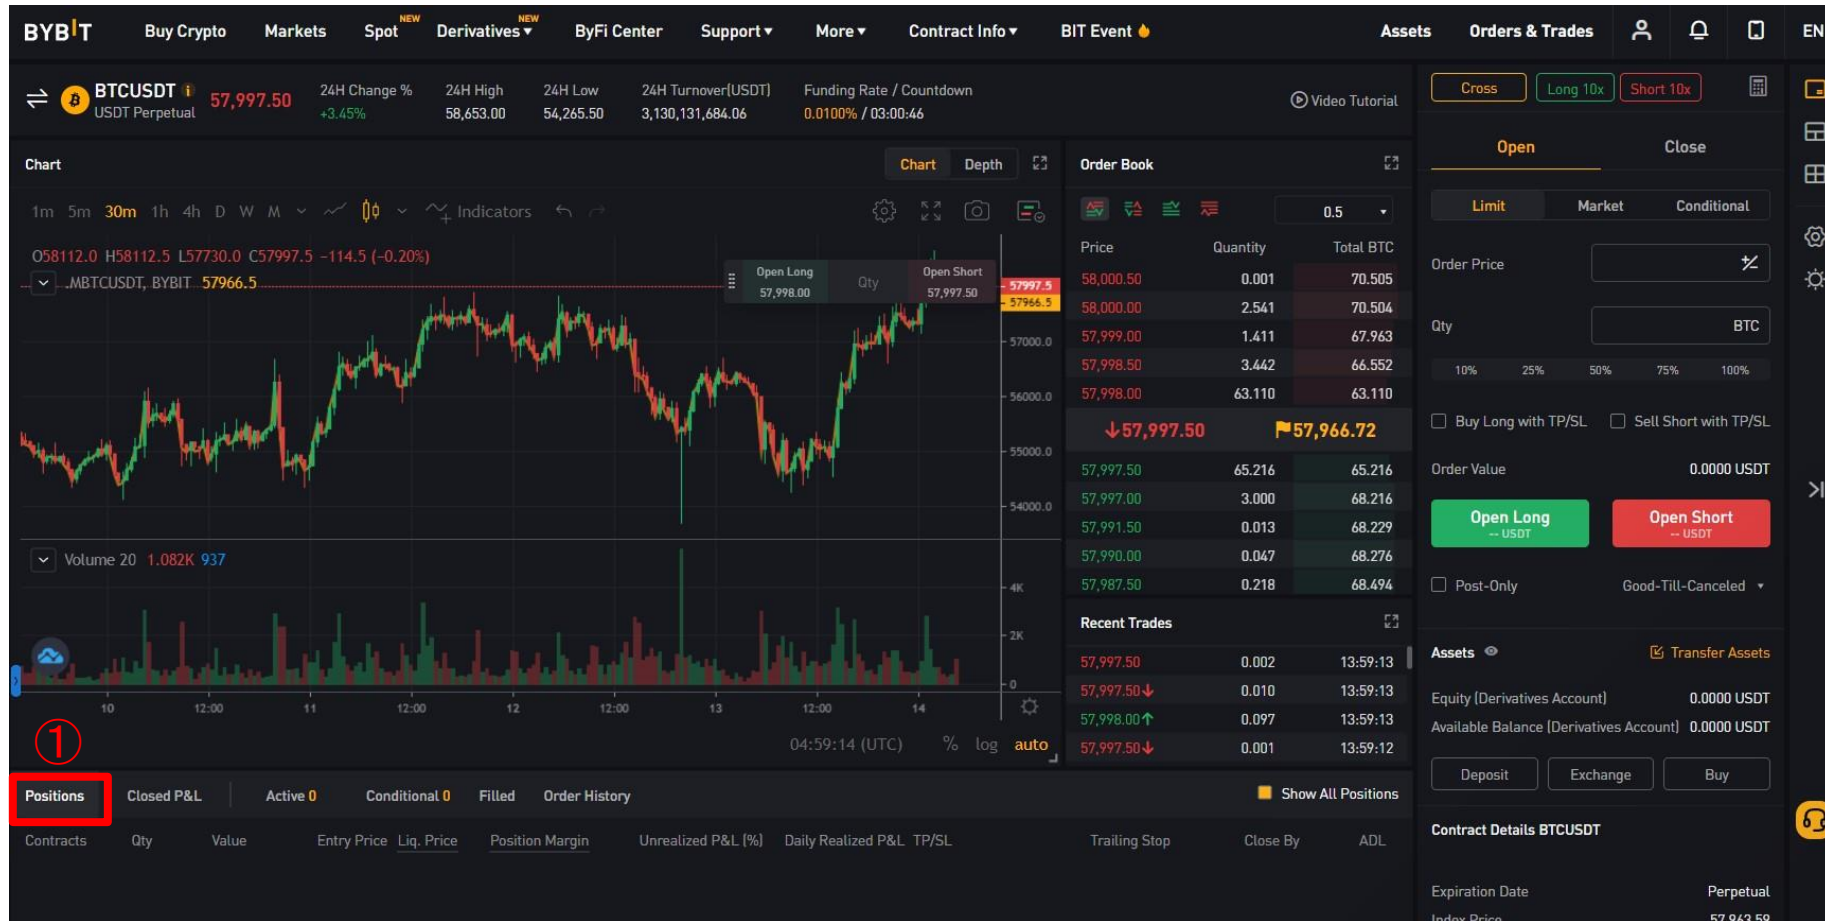 BYBIT Buy Crypto Markets Spot NEW Derivatives NEW ByFi Center Support More Contract Info BIT Event Assets Orders & Trades EN
BTCUSDT USDT Perpetual 57,997.50
24H Change % +3.45%
24H High 58,653.00
24H Low 54,265.50
24H Turnover(USDT) 3,130,131,684.06
Funding Rate / Countdown 0.0100% / 03:00:46
Video Tutorial
Chart Chart Depth
1m 5m 30m 1h 4h D W M Indicators
O58112.0 H58112.5 L57730.0 C57997.5 −114.5 (−0.20%)
.MBTCUSDT, BYBIT 57966.5
Open Long 57,998.00 Qty Open Short 57,997.50
57997.5
57966.5
57000.0
56000.0
55000.0
54000.0
Volume 20 1.082K 937
4K
2K
0
10 12:00 11 12:00 12 12:00 13 12:00 14
04:59:14 (UTC) % log auto
Order Book
0.5
Price Quantity Total BTC
58,000.50 0.001 70.505
58,000.00 2.541 70.504
57,999.00 1.411 67.963
57,998.50 3.442 66.552
57,998.00 63.110 63.110
57,997.50 57,966.72
57,997.50 65.216 65.216
57,997.00 3.000 68.216
57,991.50 0.013 68.229
57,990.00 0.047 68.276
57,987.50 0.218 68.494
Recent Trades
57,997.50 0.002 13:59:13
57,997.50 0.010 13:59:13
57,998.00 0.097 13:59:13
57,997.50 0.001 13:59:12
Cross Long 10x Short 10x
Open Close
Limit Market Conditional
Order Price
Qty BTC
10% 25% 50% 75% 100%
Buy Long with TP/SL Sell Short with TP/SL
Order Value 0.0000 USDT
Open Long Open Short
-- USDT -- USDT
Post-Only Good-Till-Canceled
Assets Transfer Assets
Equity (Derivatives Account) 0.0000 USDT
Available Balance (Derivatives Account) 0.0000 USDT
Deposit Exchange Buy
Contract Details BTCUSDT
Expiration Date Perpetual
Index Price 57,963.59
①
Positions Closed P&L Active 0 Conditional 0 Filled Order History Show All Positions
Contracts Qty Value Entry Price Liq. Price Position Margin Unrealized P&L (%) Daily Realized P&L TP/SL Trailing Stop Close By ADL